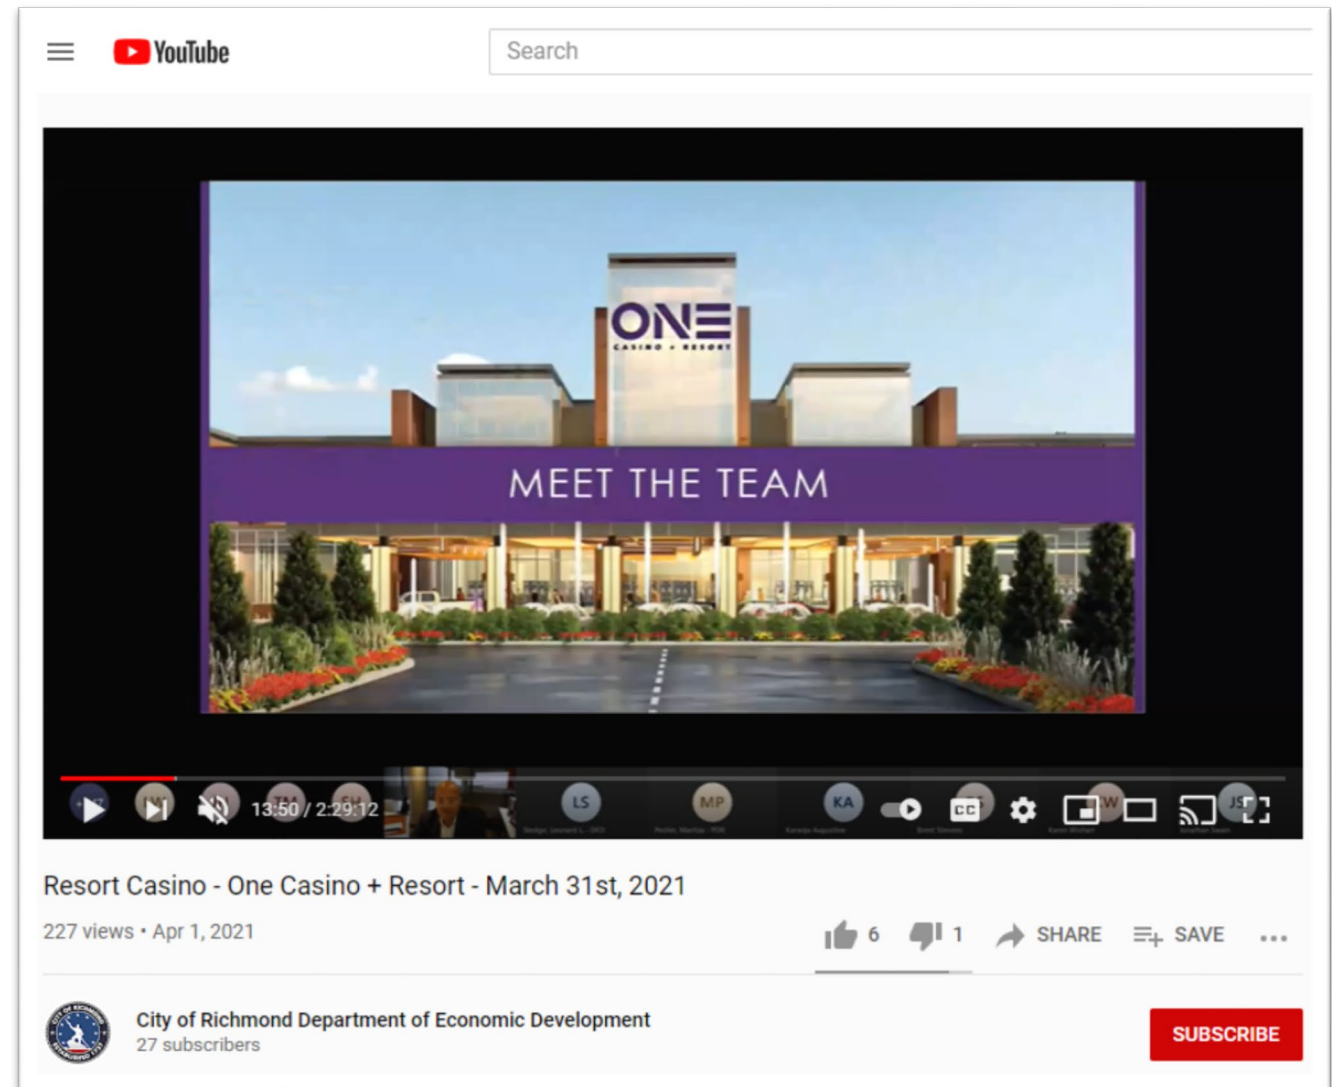 YouTube
Search
ONE
CASINO + RESORT
MEET THE TEAM
13:50 / 2:29:12
LS
MP
KA
CC
JS
Resort Casino - One Casino + Resort - March 31st, 2021
227 views • Apr 1, 2021
6
1
SHARE
SAVE
City of Richmond Department of Economic Development
27 subscribers
SUBSCRIBE